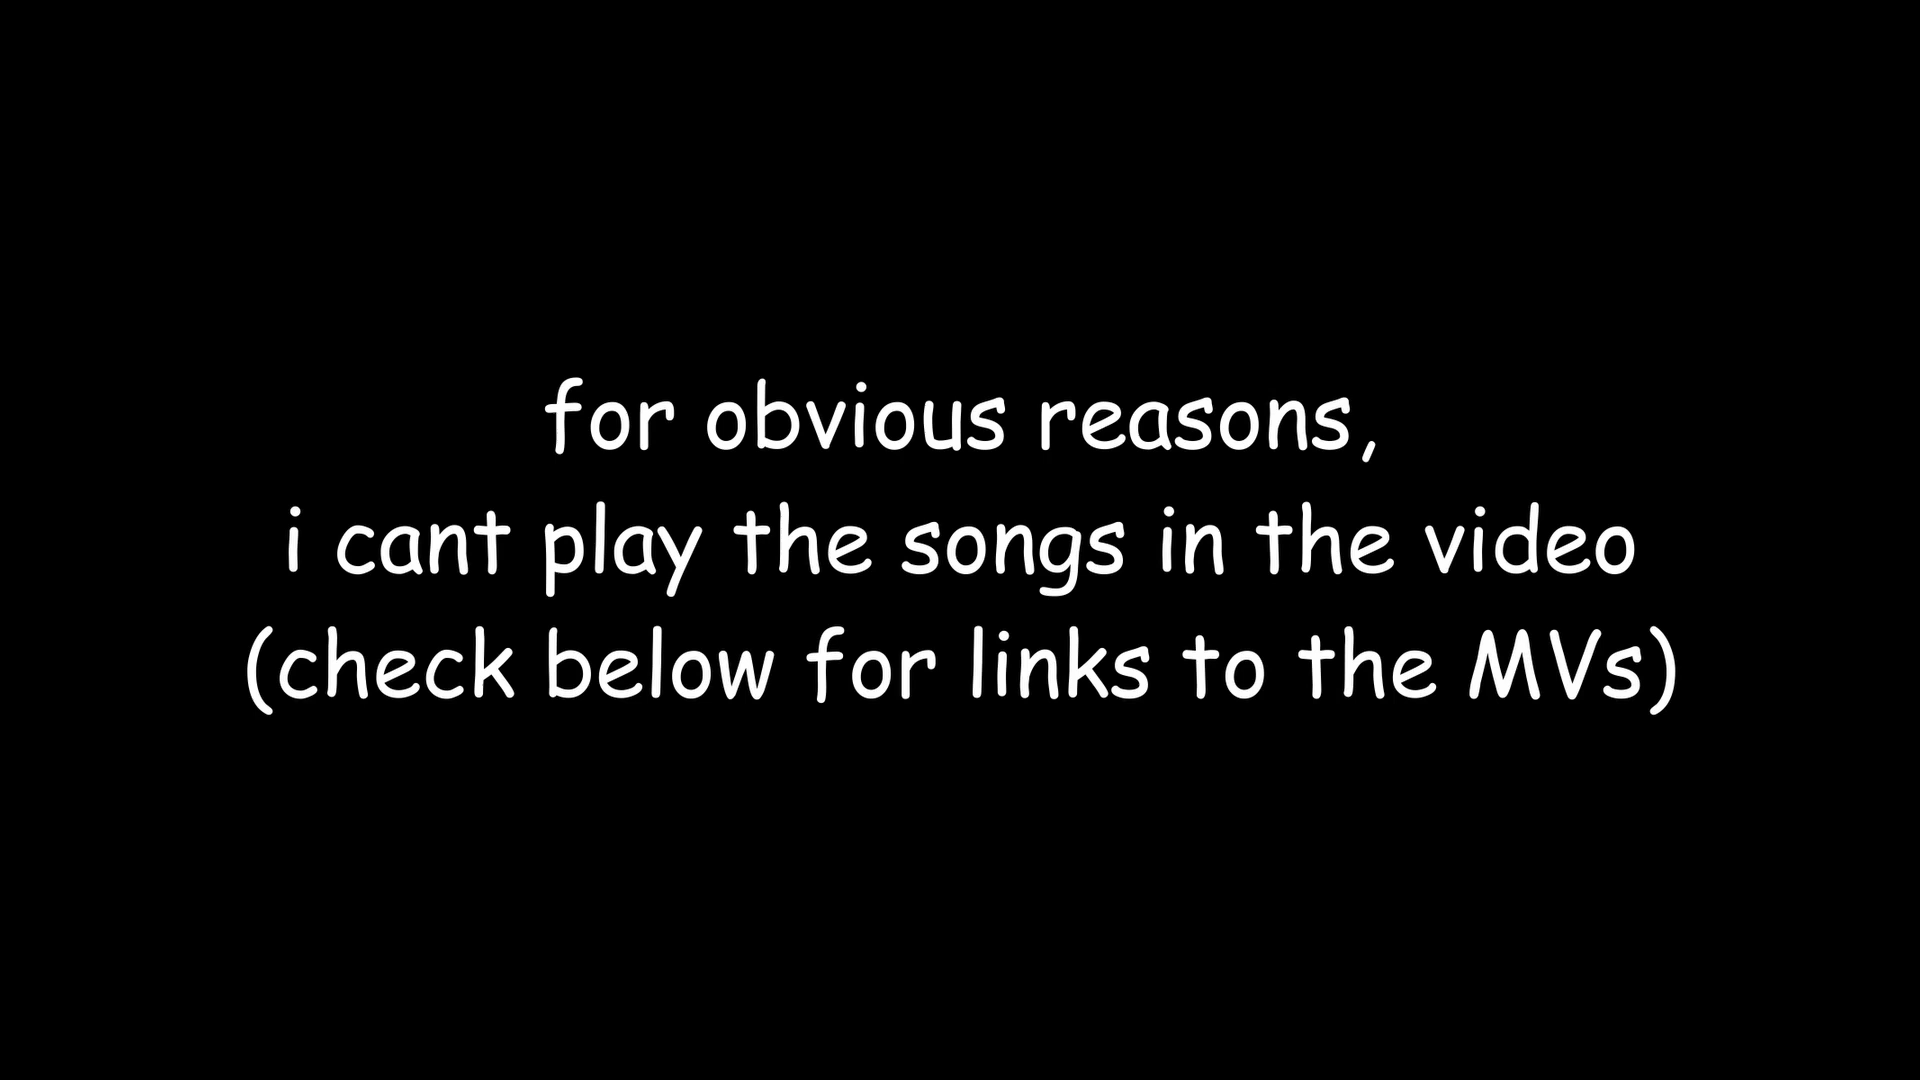 for obvious reasons,
i cant play the songs in the video
(check below for links to the MVs)